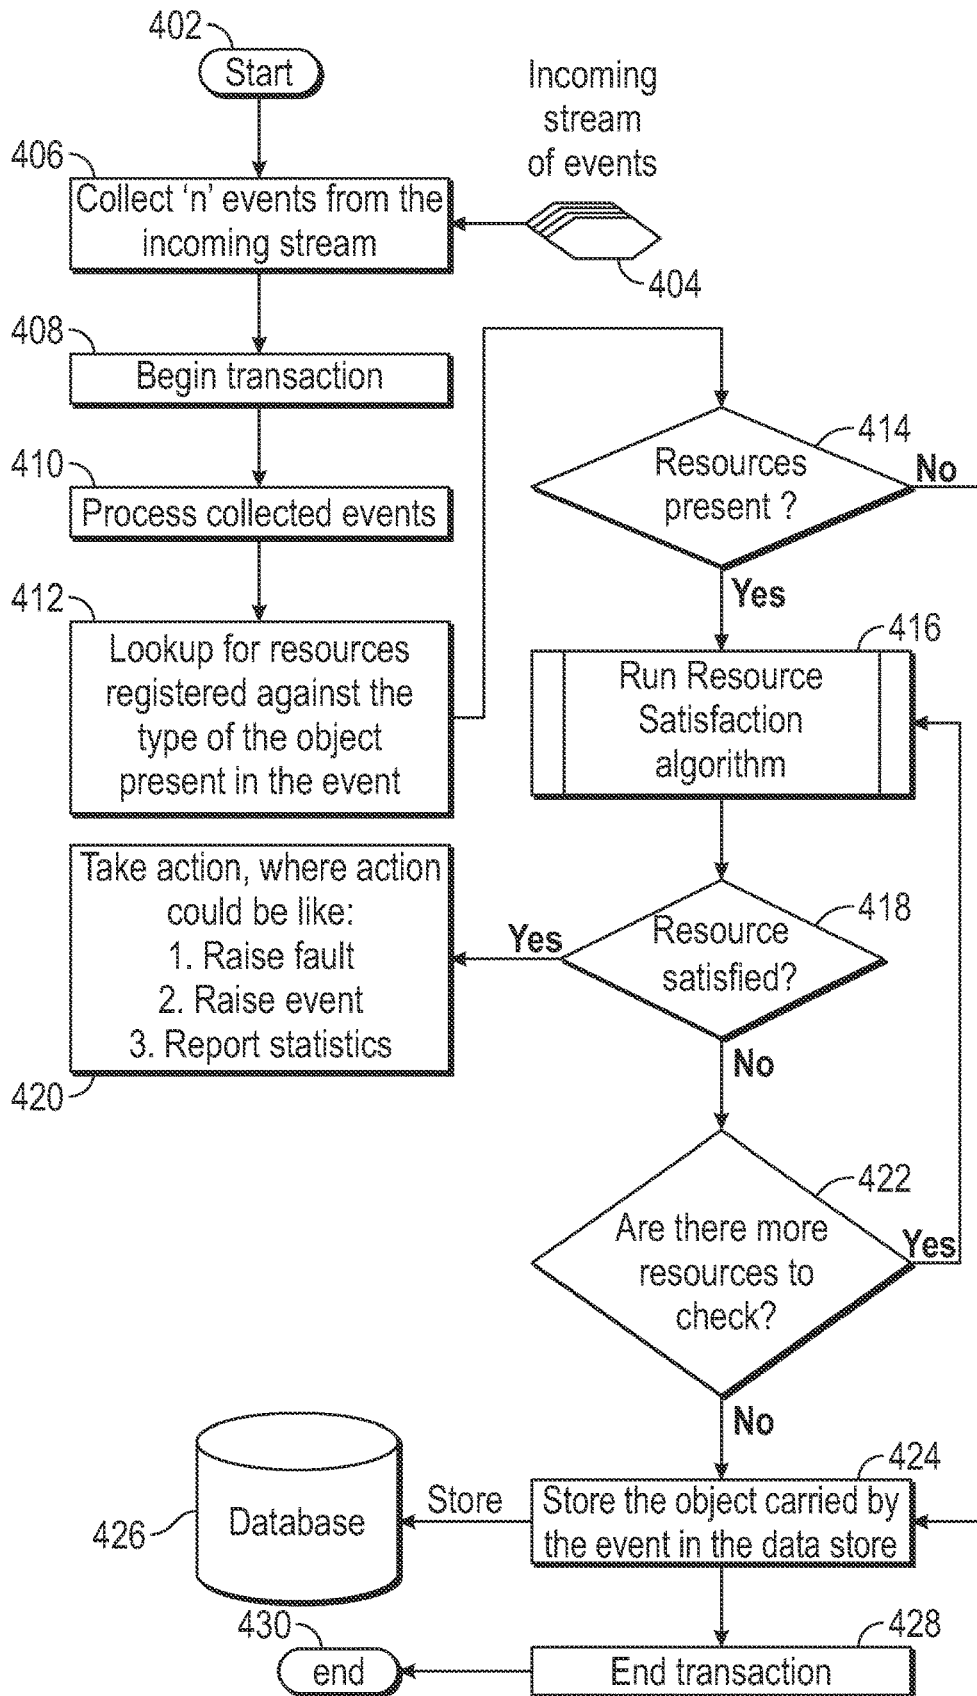 402
Start
Incoming
stream
of events
406
Collect ‘n’ events from the
incoming stream
404
408
Begin transaction
410
Process collected events
412
Lookup for resources
registered against the
type of the object
present in the event
414
Resources
present ?
No
Yes
416
Run Resource
Satisfaction
algorithm
418
Resource
satisfied?
Yes
No
Take action, where action
could be like:
1. Raise fault
2. Raise event
3. Report statistics
420
422
Are there more
resources to
check?
Yes
No
424
Store the object carried by
the event in the data store
Store
Database
426
428
End transaction
430
end